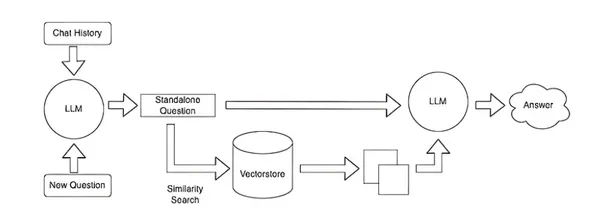 Chat History
LLM
Standalone
Question
LLM
Answer
New Question
Similarity
Search
Vectorstore